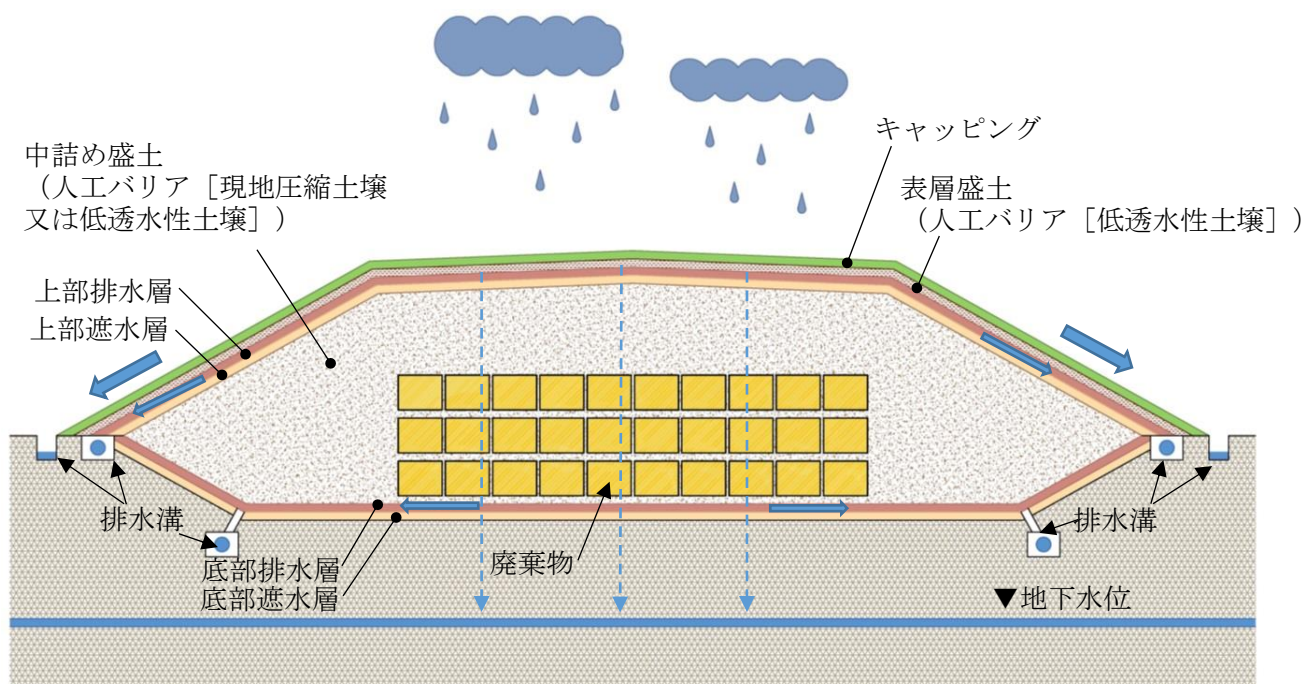 キャッピング
中詰め盛土
（人工バリア［現地圧縮土壌
又は低透水性土壌］）
表層盛土
（人工バリア［低透水性土壌］）
上部排水層
上部遮水層
排水溝
廃棄物
排水溝
底部排水層
底部遮水層
▼地下水位